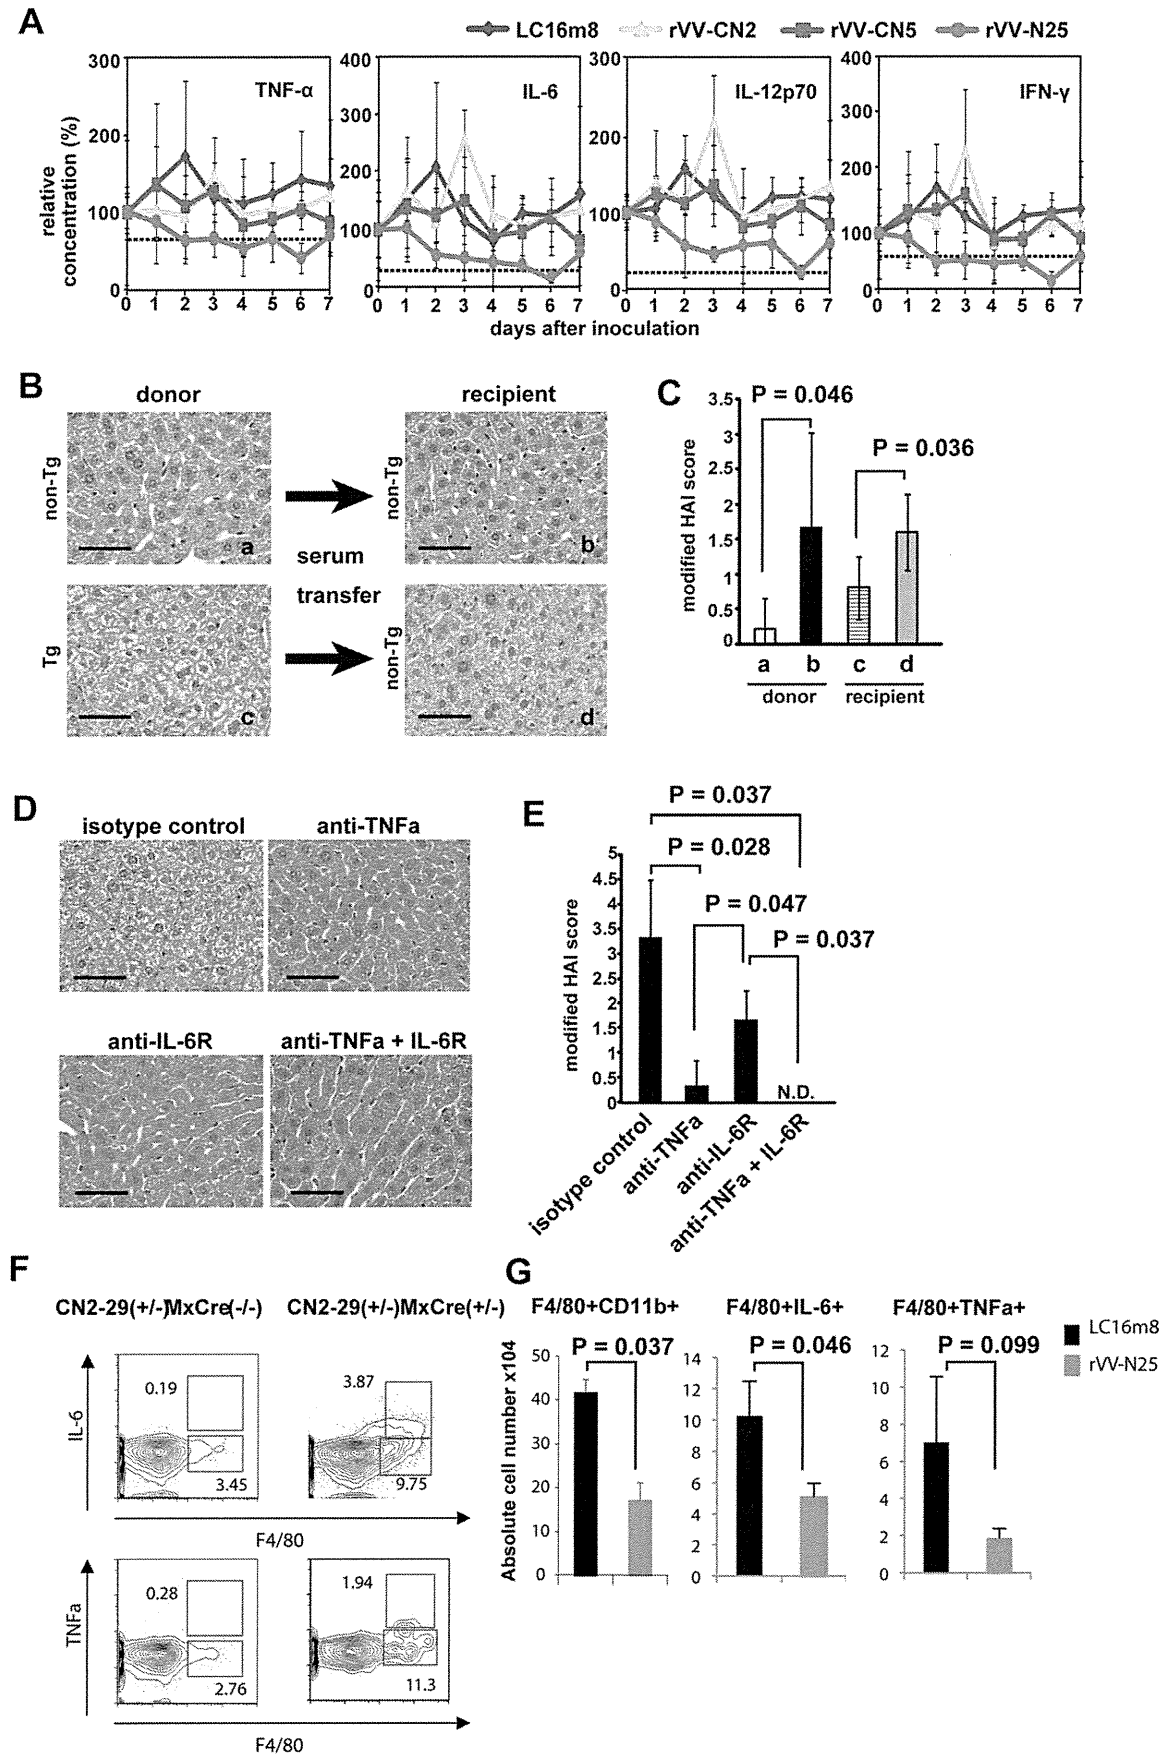 A
LC16m8 rVV-CN2 rVV-CN5 rVV-N25
relative concentration (%)
300 200 100 0
TNF-α
0 1 2 3 4 5 6 7
400 300 200 100 0
IL-6
0 1 2 3 4 5 6 7
300 200 100 0
IL-12p70
0 1 2 3 4 5 6 7
400 300 200 100 0
IFN-γ
0 1 2 3 4 5 6 7
days after inoculation
B
donor recipient
non-Tg a non-Tg b
serum
transfer
Tg c non-Tg d
C
modified HAI score
3.5 3 2.5 2 1.5 1 0.5 0
P = 0.046
P = 0.036
a b c d
donor recipient
D
isotype control anti-TNFa
anti-IL-6R anti-TNFa + IL-6R
E
modified HAI score
5 4.5 4 3.5 3 2.5 2 1.5 1 0.5 0
P = 0.037
P = 0.028
P = 0.047
P = 0.037
N.D.
isotype control
anti-TNFa
anti-IL-6R
anti-TNFa + IL-6R
F
CN2-29(+/-)MxCre(-/-) CN2-29(+/-)MxCre(+/-)
IL-6
0.19 3.45
3.87 9.75
F4/80
TNFa
0.28 2.76
1.94 11.3
F4/80
G
F4/80+CD11b+ F4/80+IL-6+ F4/80+TNFa+
LC16m8
rVV-N25
Absolute cell number x104
P = 0.037 P = 0.046 P = 0.099
50 40 30 20 10 0
14 12 10 8 6 4 2 0
12 10 8 6 4 2 0